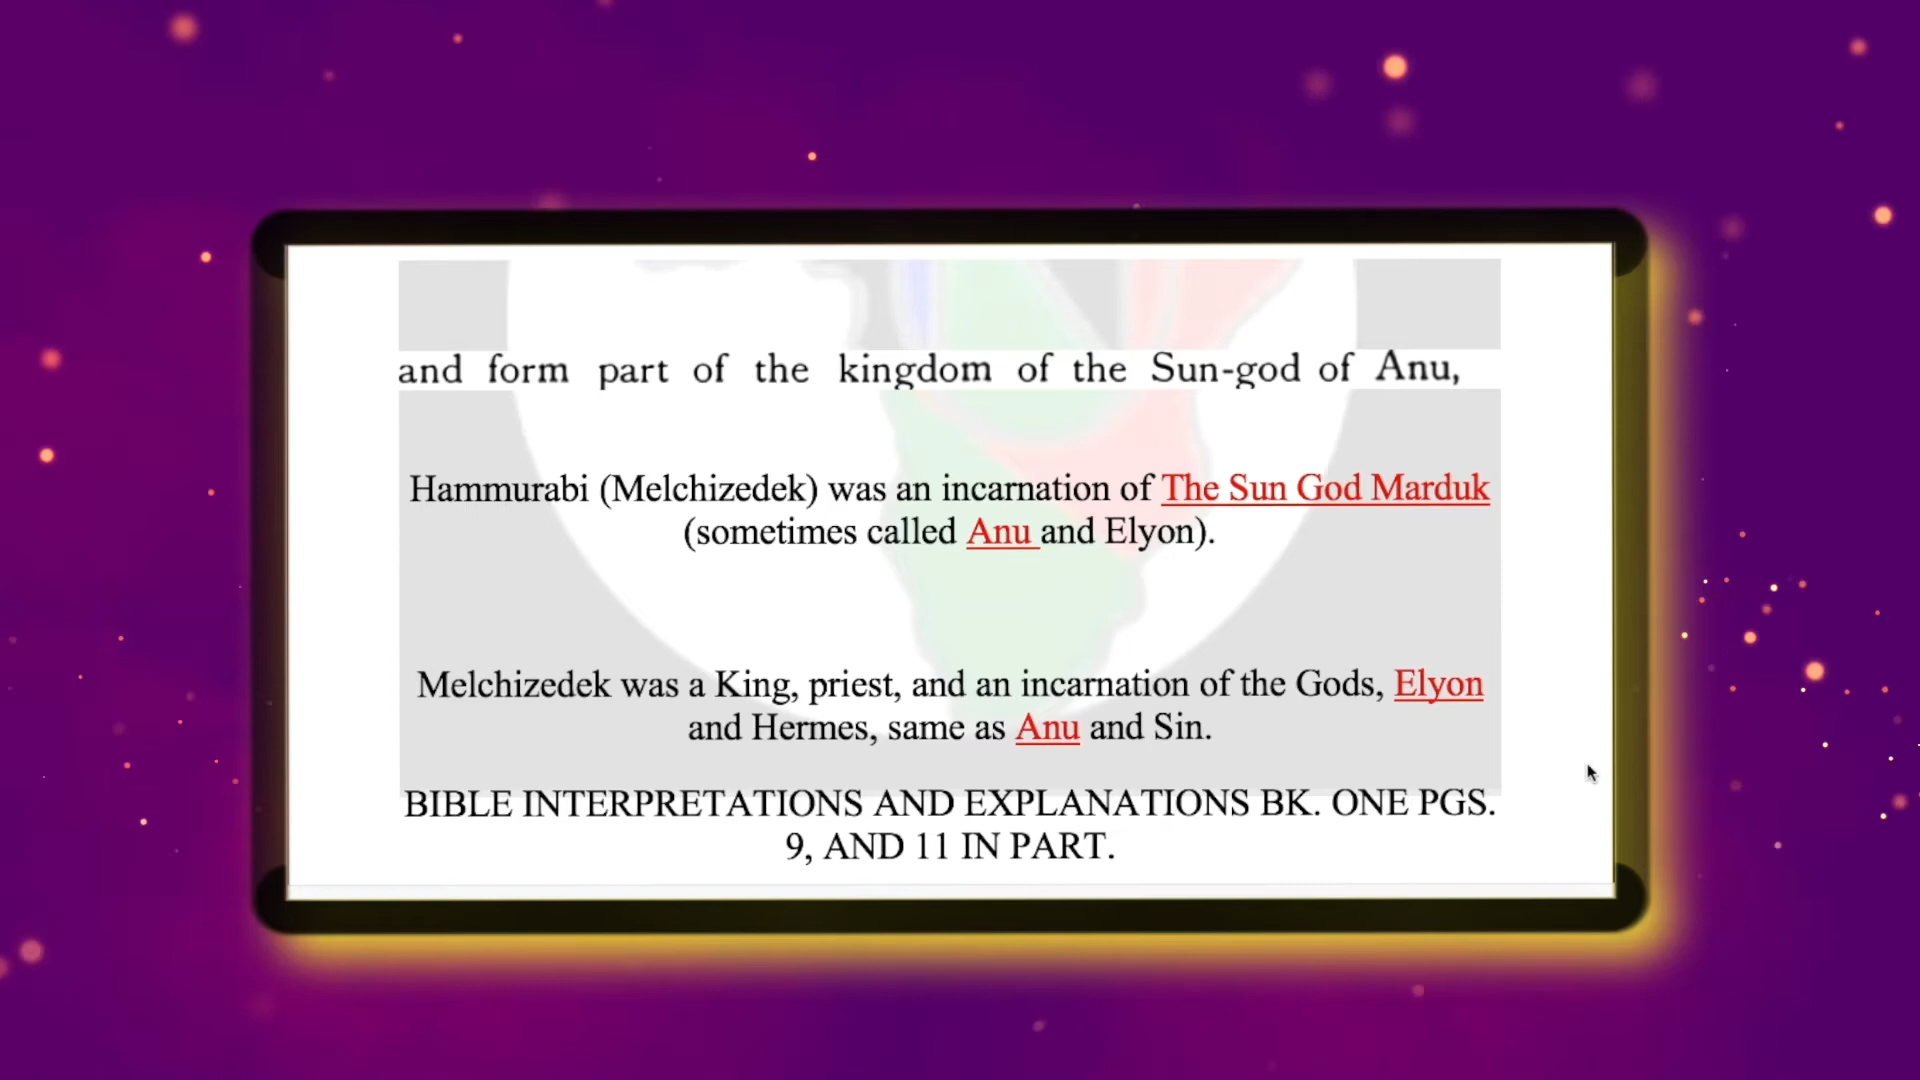 and form part of the kingdom of the Sun-god of Anu,
Hammurabi (Melchizedek) was an incarnation of The Sun God Marduk
(sometimes called Anu and Elyon).
Melchizedek was a King, priest, and an incarnation of the Gods, Elyon
and Hermes, same as Anu and Sin.
BIBLE INTERPRETATIONS AND EXPLANATIONS BK. ONE PGS.
9, AND 11 IN PART.